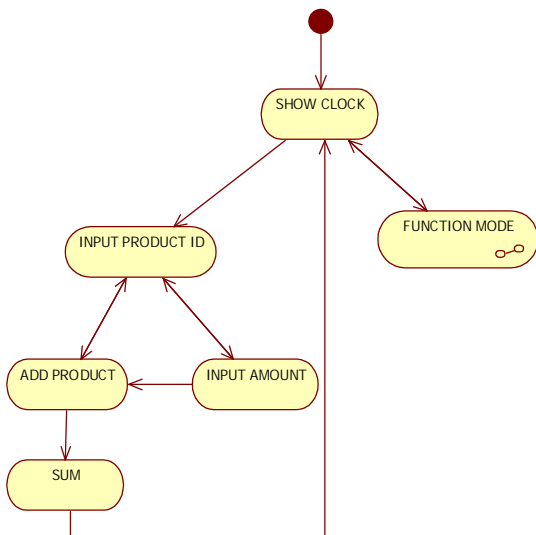 SHOW CLOCK
FUNCTION MODE
INPUT PRODUCT ID
ADD PRODUCT
INPUT AMOUNT
SUM